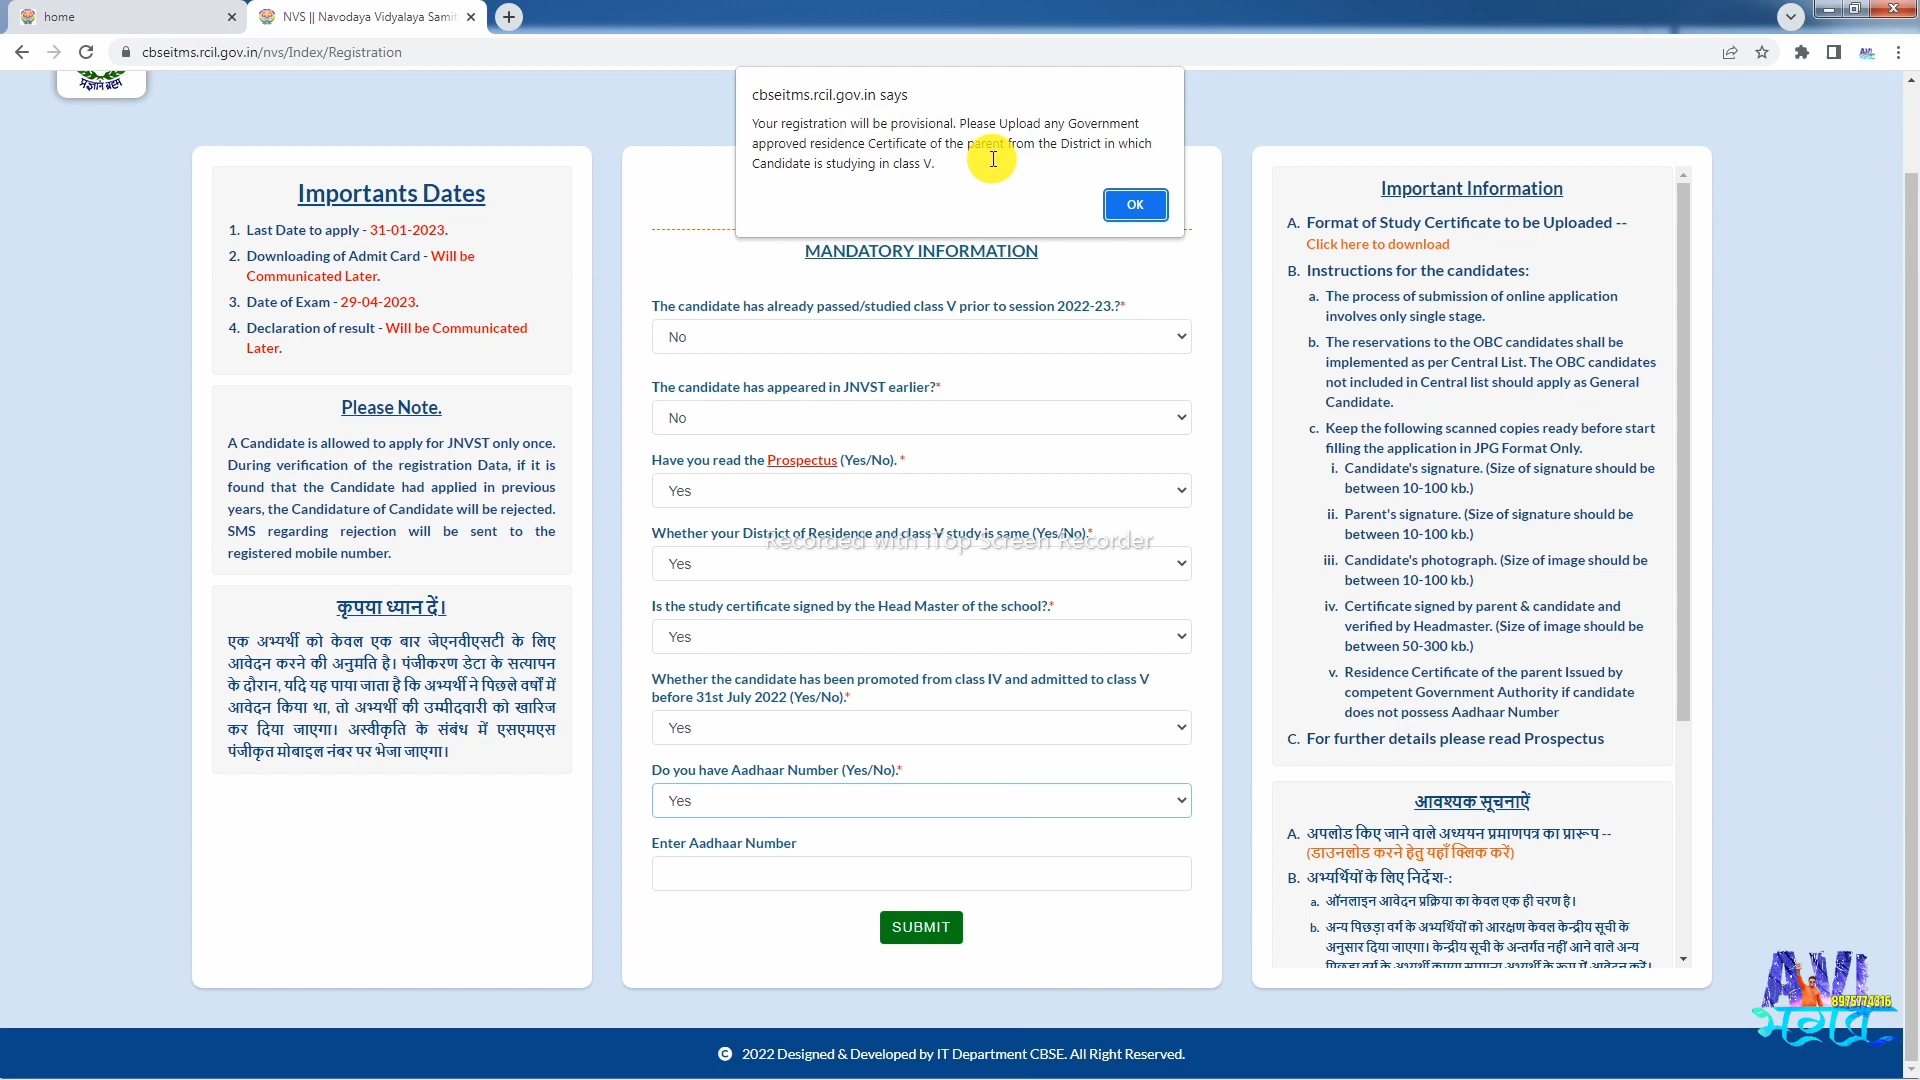 home
NVS || Navodaya Vidyalaya Samit
cbseitms.rcil.gov.in/nvs/Index/Registration
प्रज्ञानं ब्रह्म
cbseitms.rcil.gov.in says
Your registration will be provisional. Please Upload any Government
approved residence Certificate of the parent from the District in which
Candidate is studying in class V.
OK
Importants Dates
1. Last Date to apply - 31-01-2023.
2. Downloading of Admit Card - Will be
Communicated Later.
3. Date of Exam - 29-04-2023.
4. Declaration of result - Will be Communicated
Later.
Please Note.
A Candidate is allowed to apply for JNVST only once.
During verification of the registration Data, if it is
found that the Candidate had applied in previous
years, the Candidature of Candidate will be rejected.
SMS regarding rejection will be sent to the
registered mobile number.
कृपया ध्यान दें।
एक अभ्यर्थी को केवल एक बार जेएनवीएसटी के लिए
आवेदन करने की अनुमति है। पंजीकरण डेटा के सत्यापन
के दौरान, यदि यह पाया जाता है कि अभ्यर्थी ने पिछले वर्षों में
आवेदन किया था, तो अभ्यर्थी की उम्मीदवारी को खारिज
कर दिया जाएगा। अस्वीकृति के संबंध में एसएमएस
पंजीकृत मोबाइल नंबर पर भेजा जाएगा।
MANDATORY INFORMATION
The candidate has already passed/studied class V prior to session 2022-23.?*
No
The candidate has appeared in JNVST earlier?*
No
Have you read the Prospectus (Yes/No). *
Yes
Whether your District of Residence and class V study is same (Yes/No).*
Recorded with iTop Screen Recorder
Yes
Is the study certificate signed by the Head Master of the school?.*
Yes
Whether the candidate has been promoted from class IV and admitted to class V
before 31st July 2022 (Yes/No).*
Yes
Do you have Aadhaar Number (Yes/No).*
Yes
Enter Aadhaar Number
SUBMIT
Important Information
A. Format of Study Certificate to be Uploaded --
Click here to download
B. Instructions for the candidates:
a. The process of submission of online application
involves only single stage.
b. The reservations to the OBC candidates shall be
implemented as per Central List. The OBC candidates
not included in Central list should apply as General
Candidate.
c. Keep the following scanned copies ready before start
filling the application in JPG Format Only.
i. Candidate's signature. (Size of signature should be
between 10-100 kb.)
ii. Parent's signature. (Size of signature should be
between 10-100 kb.)
iii. Candidate's photograph. (Size of image should be
between 10-100 kb.)
iv. Certificate signed by parent & candidate and
verified by Headmaster. (Size of image should be
between 50-300 kb.)
v. Residence Certificate of the parent Issued by
competent Government Authority if candidate
does not possess Aadhaar Number
C. For further details please read Prospectus
आवश्यक सूचनाऐं
A. अपलोड किए जाने वाले अध्ययन प्रमाणपत्र का प्रारूप --
(डाउनलोड करने हेतु यहाँ क्लिक करें)
B. अभ्यर्थियों के लिए निर्देश-:
a. ऑनलाइन आवेदन प्रक्रिया का केवल एक ही चरण है।
b. अन्य पिछड़ा वर्ग के अभ्यर्थियों को आरक्षण केवल केन्द्रीय सूची के
अनुसार दिया जाएगा। केन्द्रीय सूची के अन्तर्गत नहीं आने वाले अन्य
पिछड़ा वर्ग के अभ्यर्थी कृपया सामान्य अभ्यर्थी के रूप में आवेदन करें।
AVI
8975774316
भगत
© 2022 Designed & Developed by IT Department CBSE. All Right Reserved.